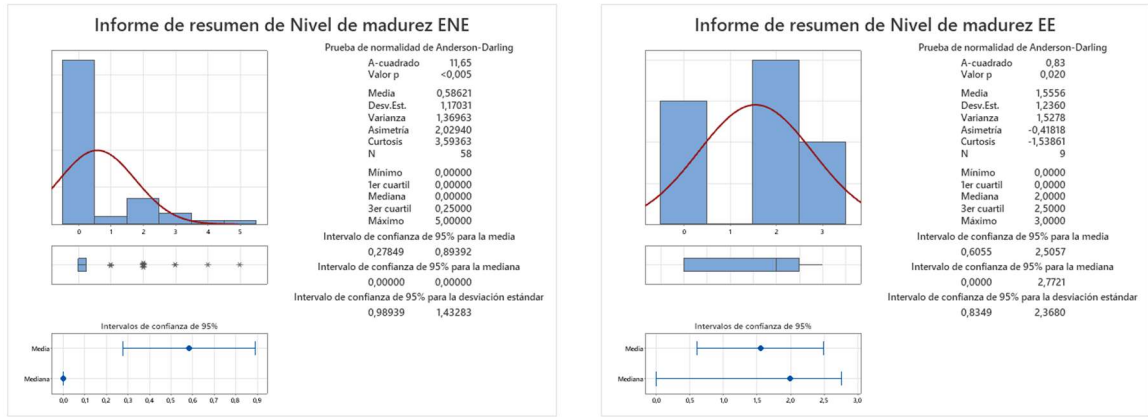 Informe de resumen de Nivel de madurez ENE
Prueba de normalidad de Anderson-Darling
A-cuadrado 11,65
Valor p <0,005
Media 0,58621
Desv.Est. 1,17031
Varianza 1,36963
Asimetría 2,02940
Curtosis 3,59363
N 58
Mínimo 0,00000
1er cuartil 0,00000
Mediana 0,00000
3er cuartil 0,25000
Máximo 5,00000
Intervalo de confianza de 95% para la media
0,27849 0,89392
Intervalo de confianza de 95% para la mediana
0,00000 0,00000
Intervalo de confianza de 95% para la desviación estándar
0,98939 1,43283
0 1 2 3 4 5
Intervalos de confianza de 95%
Media
Mediana
0,0 0,1 0,2 0,3 0,4 0,5 0,6 0,7 0,8 0,9
Informe de resumen de Nivel de madurez EE
Prueba de normalidad de Anderson-Darling
A-cuadrado 0,83
Valor p 0,020
Media 1,5556
Desv.Est. 1,2360
Varianza 1,5278
Asimetría -0,41818
Curtosis -1,53861
N 9
Mínimo 0,0000
1er cuartil 0,0000
Mediana 2,0000
3er cuartil 2,5000
Máximo 3,0000
Intervalo de confianza de 95% para la media
0,6055 2,5057
Intervalo de confianza de 95% para la mediana
0,0000 2,7721
Intervalo de confianza de 95% para la desviación estándar
0,8349 2,3680
0 1 2 3
Intervalos de confianza de 95%
Media
Mediana
0,0 0,5 1,0 1,5 2,0 2,5 3,0